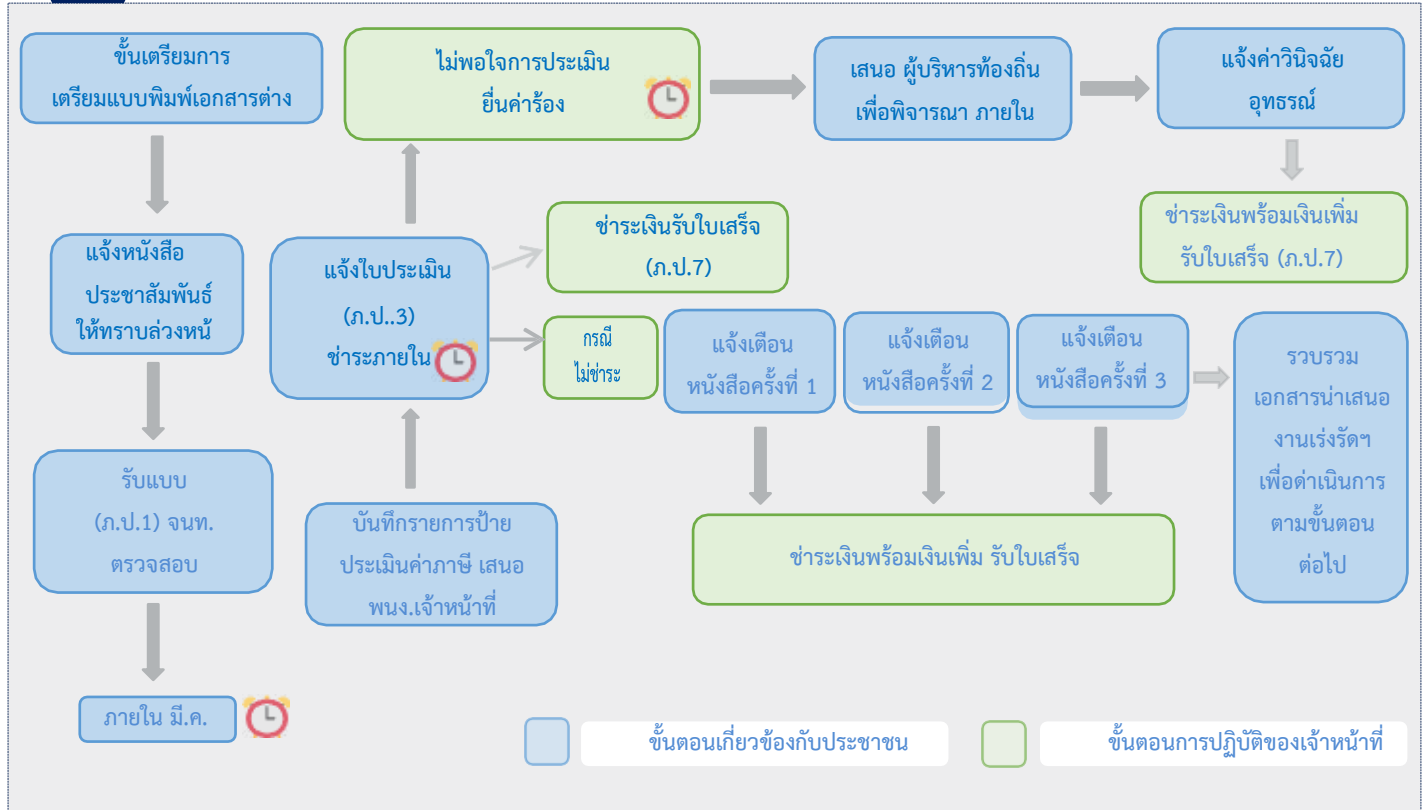 ขั้นเตรียมการ
เตรียมแบบพิมพ์เอกสารต่าง
ไม่พอใจการประเมิน
ยื่นค่าร้อง
เสนอ ผู้บริหารท้องถิ่น
เพื่อพิจารณา ภายใน
แจ้งค่าวินิจฉัย
อุทธรณ์
ช่าระเงินพร้อมเงินเพิ่ม
รับใบเสร็จ (ภ.ป.7)
แจ้งหนังสือ
ประชาสัมพันธ์
ให้ทราบล่วงหน้
แจ้งใบประเมิน
(ภ.ป..3)
ช่าระภายใน
ช่าระเงินรับใบเสร็จ
(ภ.ป.7)
กรณี
ไม่ช่าระ
แจ้งเตือน
หนังสือครั้งที่ 1
แจ้งเตือน
หนังสือครั้งที่ 2
แจ้งเตือน
หนังสือครั้งที่ 3
รวบรวม
เอกสารน่าเสนอ
งานเร่งรัดฯ
เพื่อด่าเนินการ
ตามขั้นตอน
ต่อไป
รับแบบ
(ภ.ป.1) จนท.
ตรวจสอบ
บันทึกรายการป้าย
ประเมินค่าภาษี เสนอ
พนง.เจ้าหน้าที่
ช่าระเงินพร้อมเงินเพิ่ม รับใบเสร็จ
ภายใน มี.ค.
ขั้นตอนเกี่ยวข้องกับประชาชน
ขั้นตอนการปฏิบัติของเจ้าหน้าที่